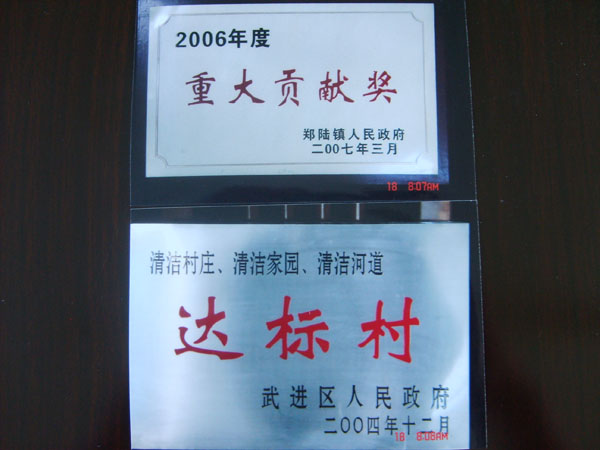 2006年度
重大贡献奖
郑陆镇人民政府
二00七年三月
18 8:07AM
清洁村庄、清洁家园、清洁河道
达标村
武进区人民政府
二00四年十二月
18 8:08AM